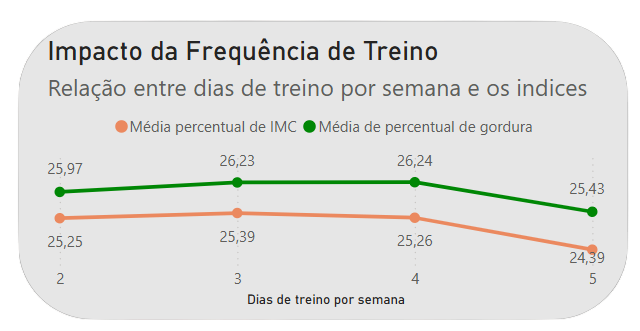 Impacto da Frequência de Treino
Relação entre dias de treino por semana e os indices
Média percentual de IMC Média de percentual de gordura
25,97 26,23 26,24 25,43
25,25 25,39 25,26 24,39
2 3 4 5
Dias de treino por semana